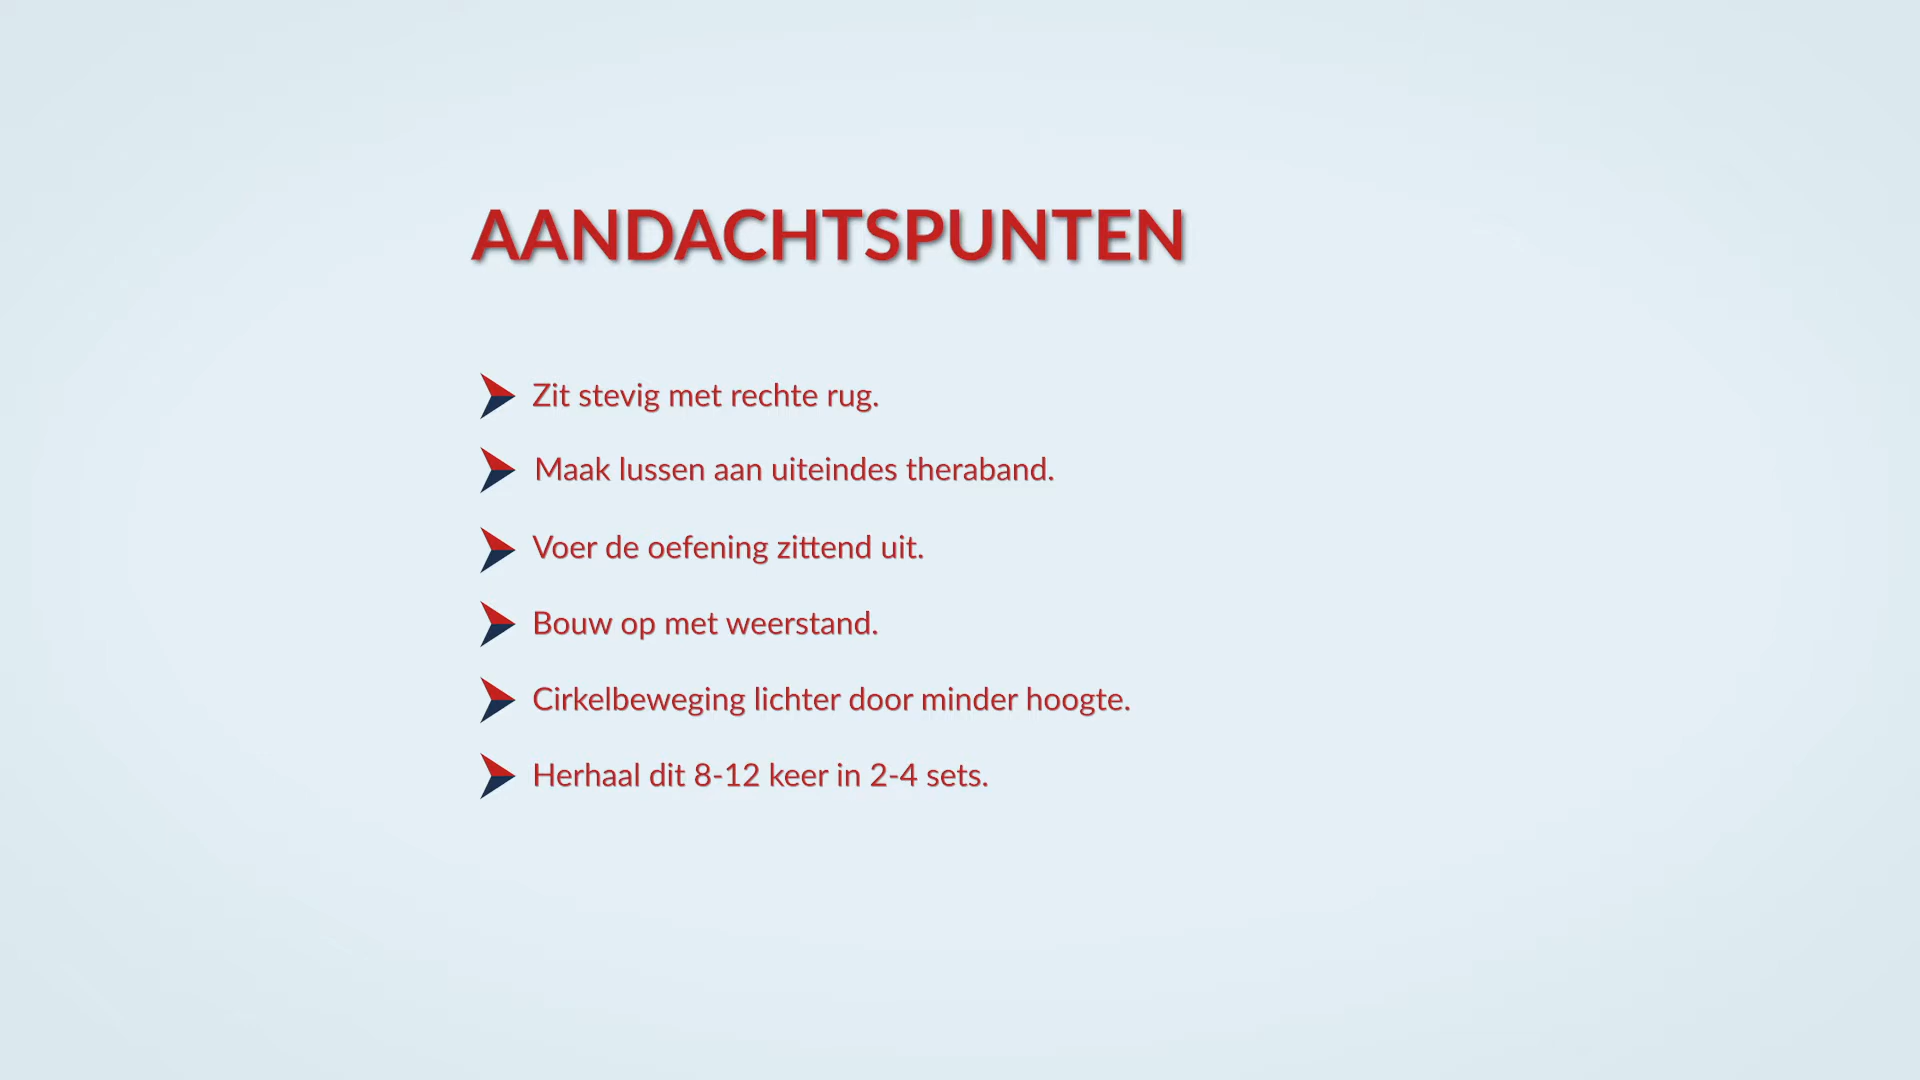 AANDACHTSPUNTEN
Zit stevig met rechte rug.
Maak lussen aan uiteindes theraband.
Voer de oefening zittend uit.
Bouw op met weerstand.
Cirkelbeweging lichter door minder hoogte.
Herhaal dit 8-12 keer in 2-4 sets.